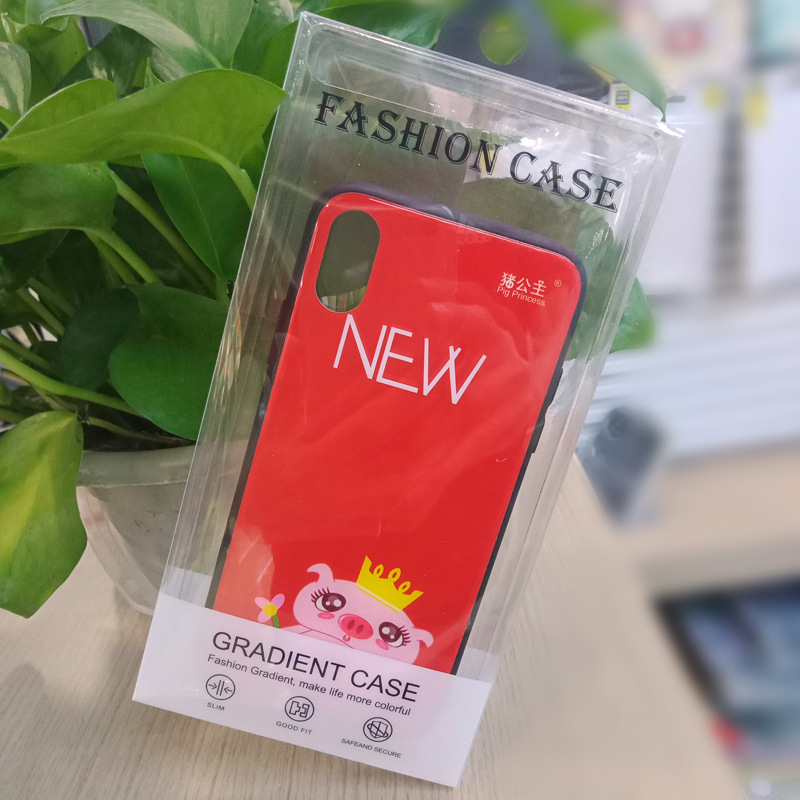 FASHION CASE
猪公主®
Pig Princess
NEW
GRADIENT CASE
Fashion Gradient, make life more colorful
SLIM
GOOD FIT
SAFEAND SECURE